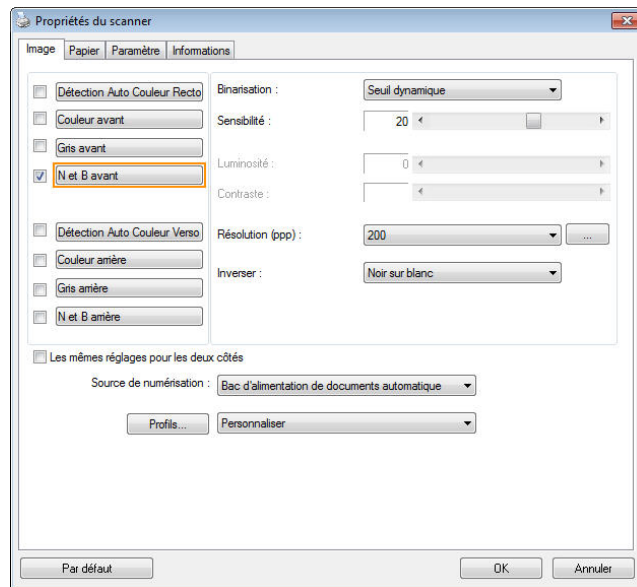 Propriétés du scanner
Image Papier Paramètre Informations
Détection Auto Couleur Recto
Couleur avant
Gris avant
N et B avant
Détection Auto Couleur Verso
Couleur arrière
Gris arrière
N et B arrière
Binarisation : Seuil dynamique
Sensibilité : 20
Luminosité : 0
Contraste :
Résolution (ppp) : 200 ...
Inverser : Noir sur blanc
Les mêmes réglages pour les deux côtés
Source de numérisation : Bac d'alimentation de documents automatique
Profils... Personnaliser
Par défaut OK Annuler